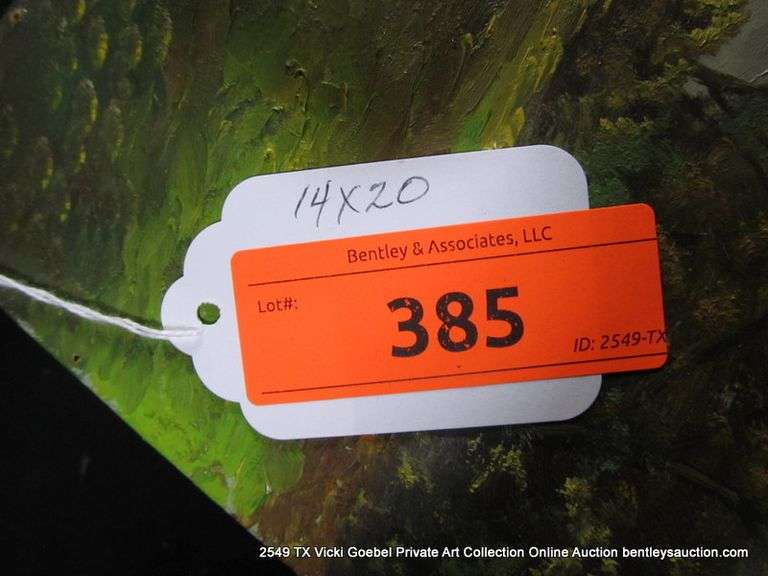 14X20
Bentley & Associates, LLC
Lot#:
385
ID: 2549-TX
2549 TX Vicki Goebel Private Art Collection Online Auction bentleysauction.com